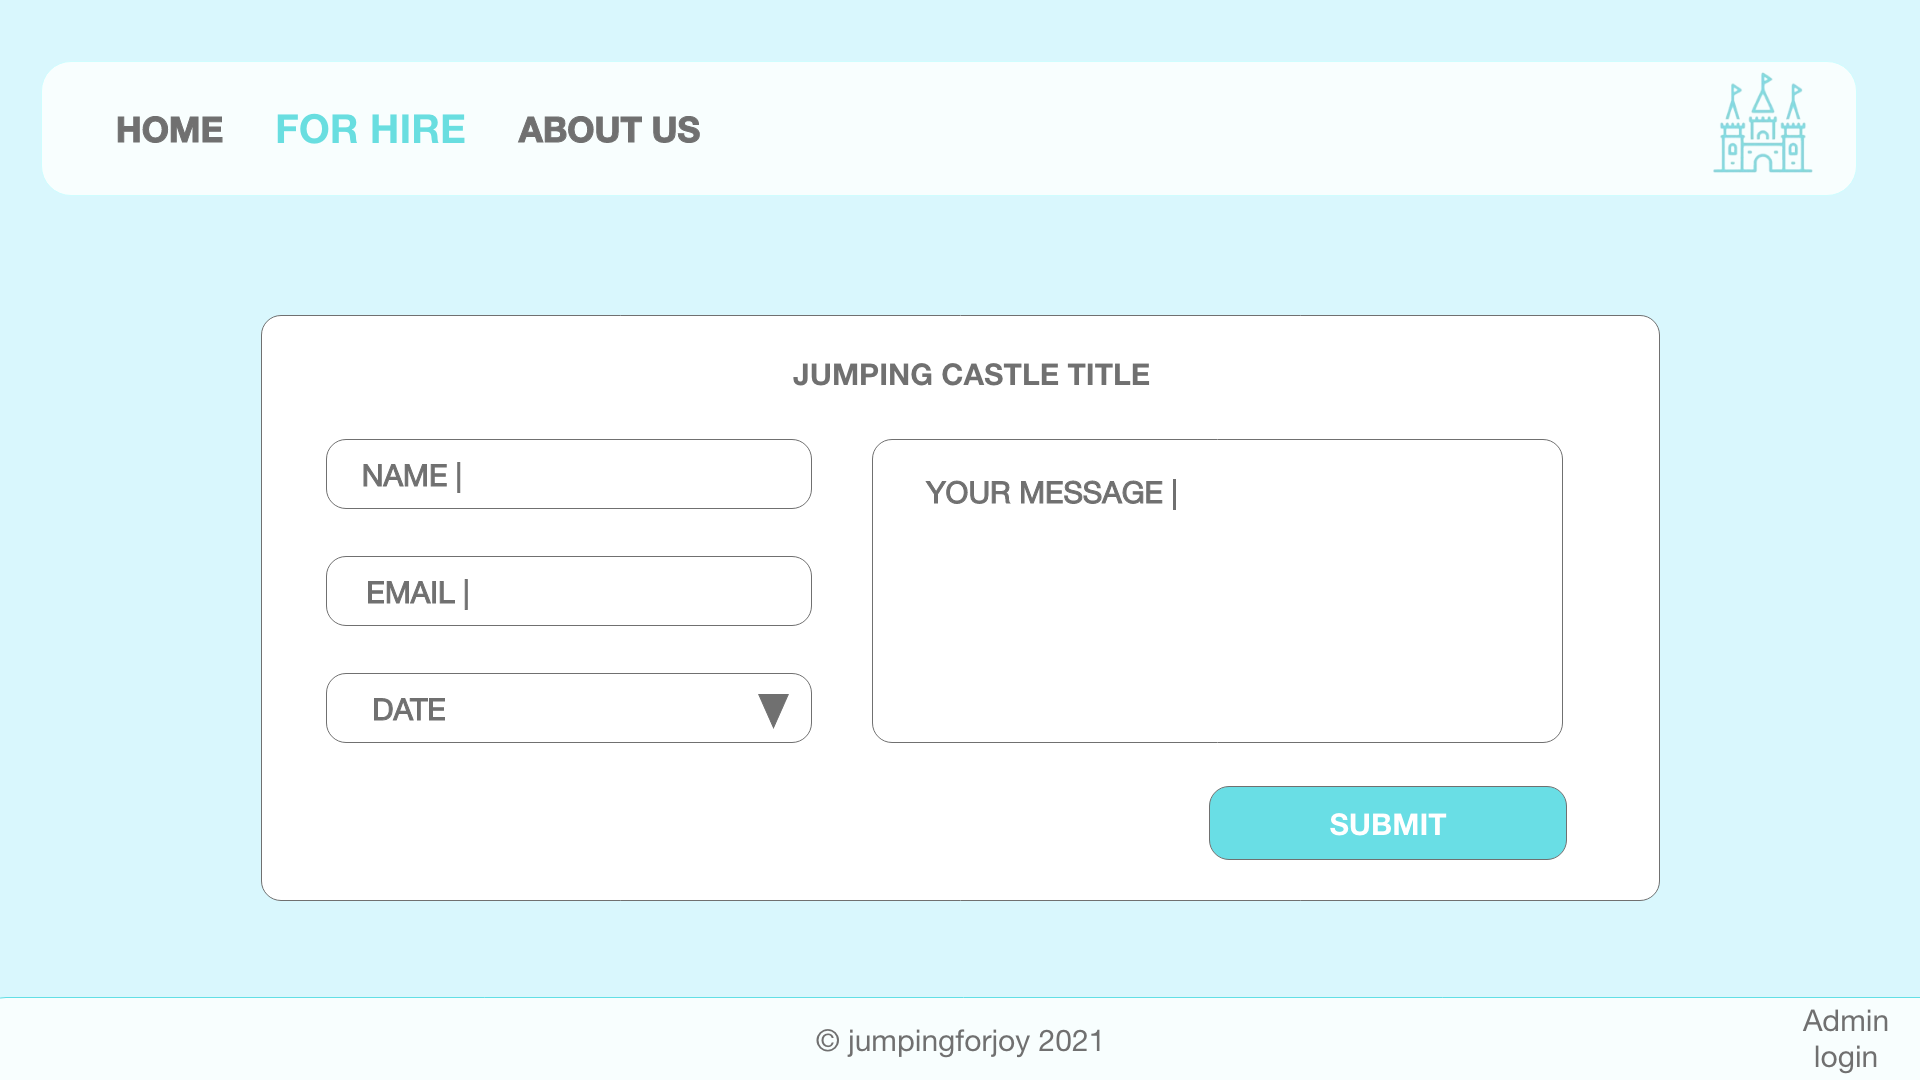 HOME FOR HIRE ABOUT US
JUMPING CASTLE TITLE
NAME |
YOUR MESSAGE |
EMAIL |
DATE
SUBMIT
© jumpingforjoy 2021
Admin
login